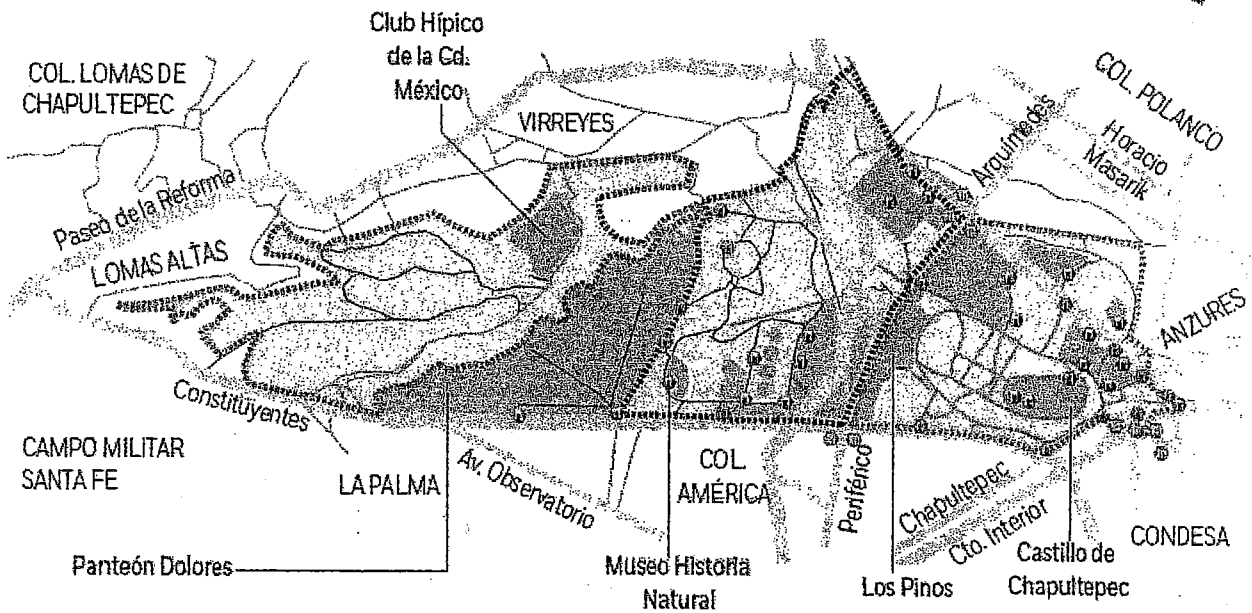 Club Hípico
de la Cd.
México
COL. LOMAS DE
CHAPULTEPEC
VIRREYES
COL. POLANCO
Horacio
Masarik
Arquímedes
Paseo de la Reforma
LOMAS ALTAS
ANZURES
Constituyentes
CAMPO MILITAR
SANTA FE
LA PALMA
Av. Observatorio
COL.
AMÉRICA
Periférico
Chapultepec
Cto. Interior
CONDESA
Panteón Dolores
Museo Historia
Natural
Los Pinos
Castillo de
Chapultepec